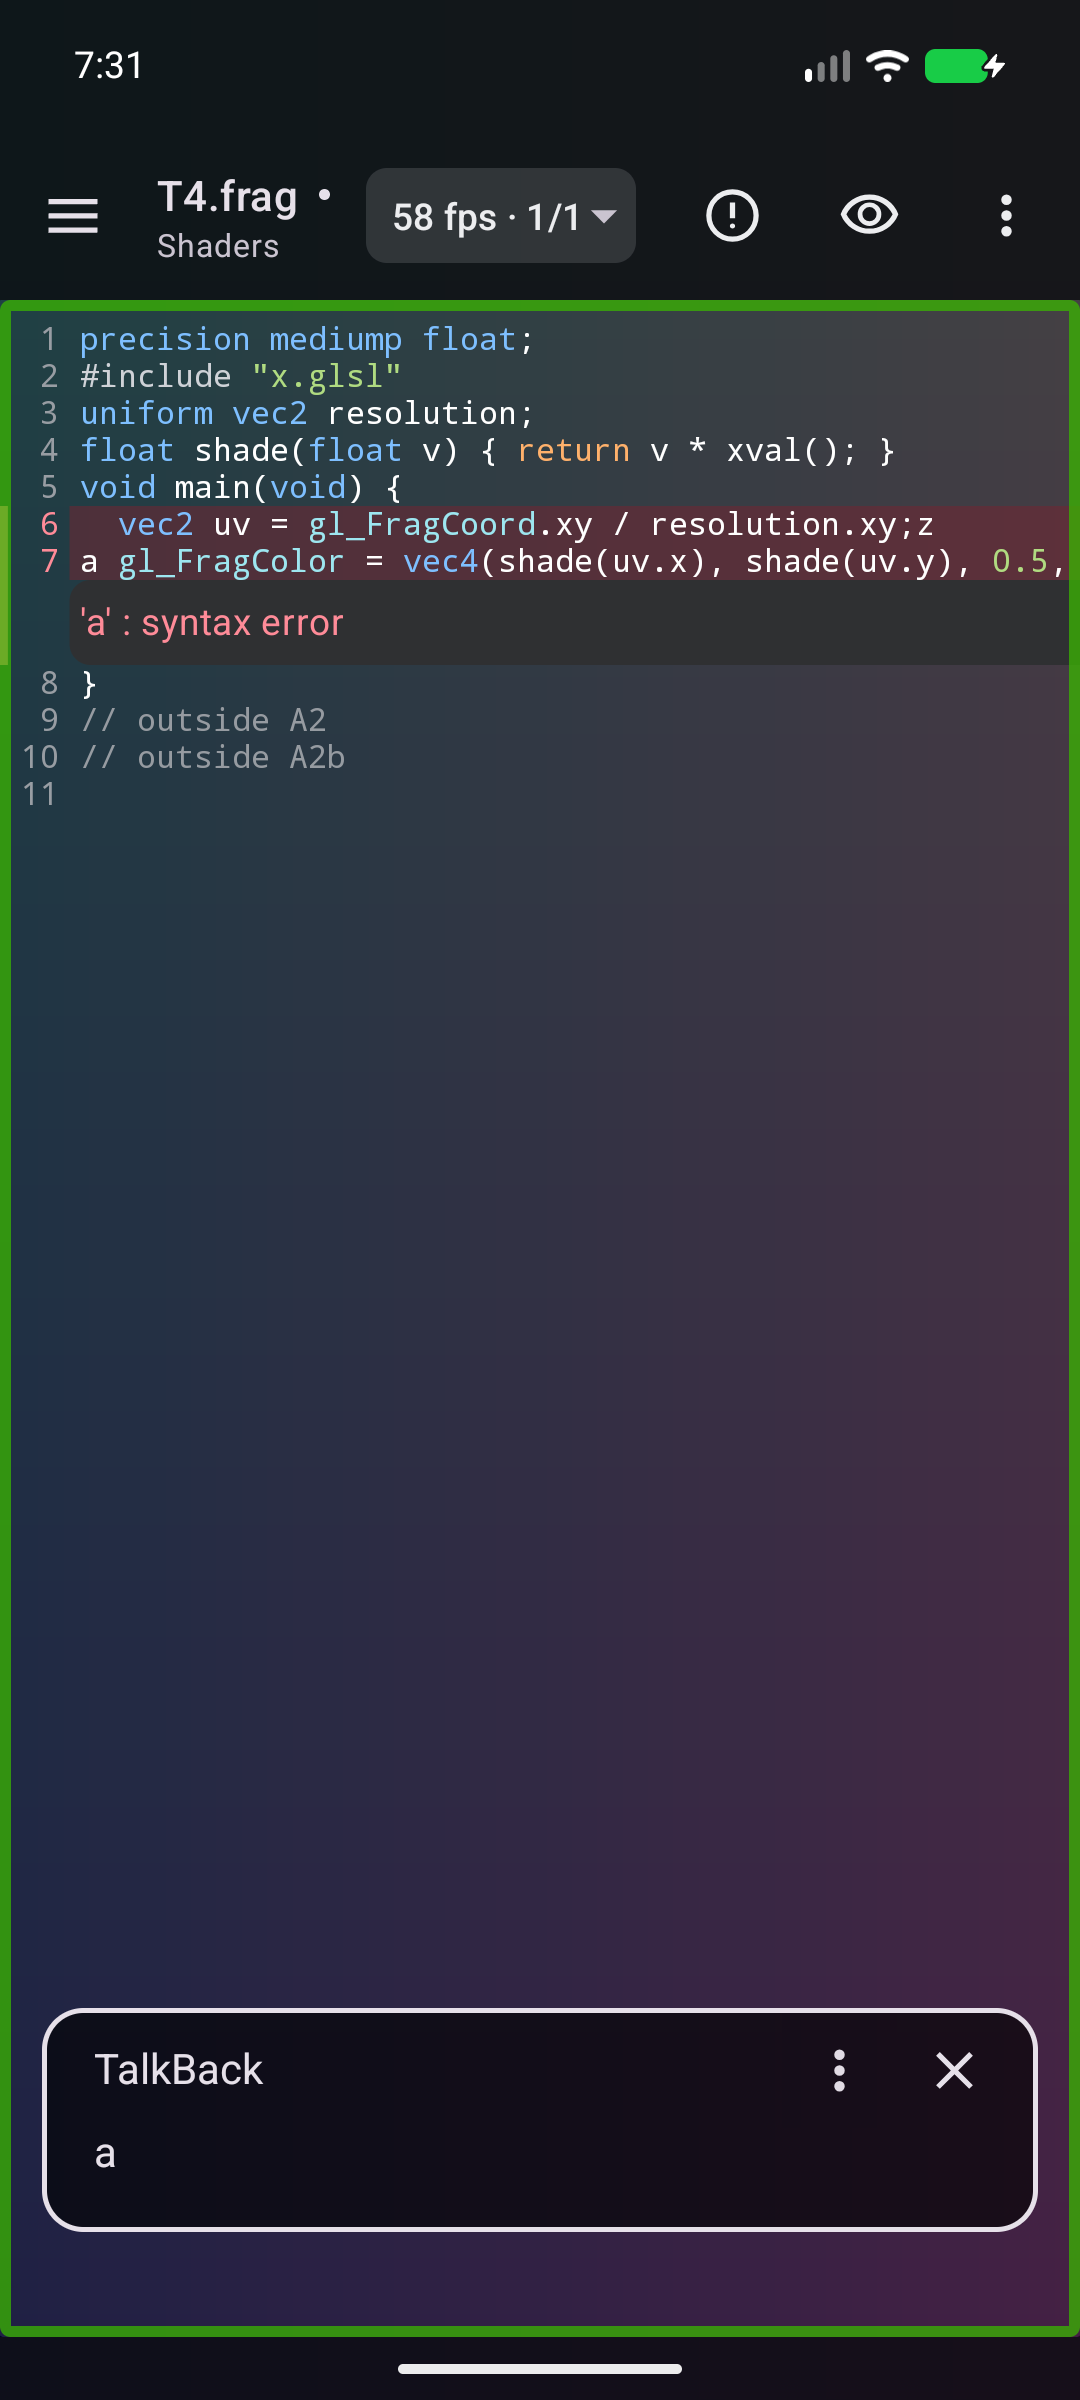 7:31
T4.frag •
Shaders
58 fps · 1/1
1 precision mediump float;
2 #include "x.glsl"
3 uniform vec2 resolution;
4 float shade(float v) { return v * xval(); }
5 void main(void) {
6   vec2 uv = gl_FragCoord.xy / resolution.xy;z
7 a gl_FragColor = vec4(shade(uv.x), shade(uv.y), 0.5,
'a' : syntax error
8 }
9 // outside A2
10 // outside A2b
11
TalkBack
a